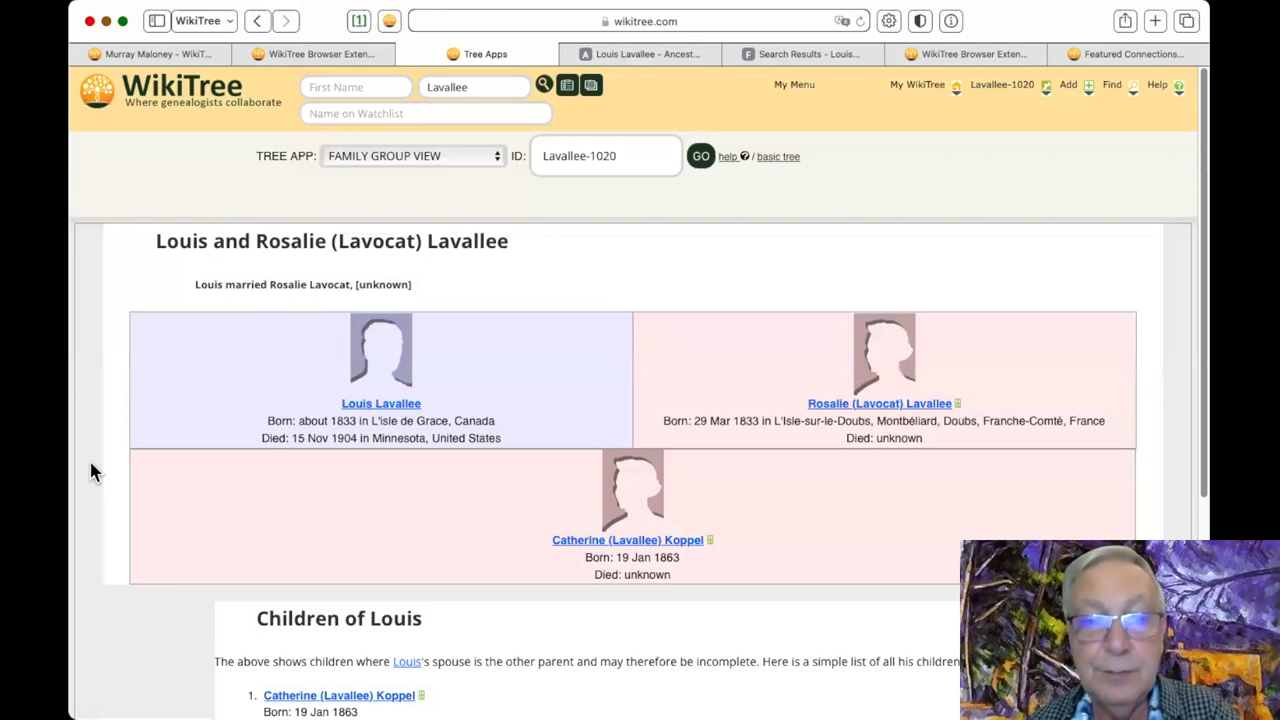 WikiTree
wikitree.com
Murray Maloney - WikiT...
WikiTree Browser Exten...
Tree Apps
A Louis Lavallee - Ancest...
F Search Results - Louis...
WikiTree Browser Exten...
Featured Connections...
WikiTree
Where genealogists collaborate
First Name
Lavallee
Name on Watchlist
My Menu
My WikiTree
Lavallee-1020
Add
Find
Help
TREE APP:
FAMILY GROUP VIEW
ID:
Lavallee-1020
GO
help ? / basic tree
Louis and Rosalie (Lavocat) Lavallee
Louis married Rosalie Lavocat, [unknown]
Louis Lavallee
Born: about 1833 in L'isle de Grace, Canada
Died: 15 Nov 1904 in Minnesota, United States
Rosalie (Lavocat) Lavallee
Born: 29 Mar 1833 in L'Isle-sur-le-Doubs, Montbéliard, Doubs, Franche-Comté, France
Died: unknown
Catherine (Lavallee) Koppel
Born: 19 Jan 1863
Died: unknown
Children of Louis
The above shows children where Louis's spouse is the other parent and may therefore be incomplete. Here is a simple list of all his children
1. Catherine (Lavallee) Koppel
Born: 19 Jan 1863